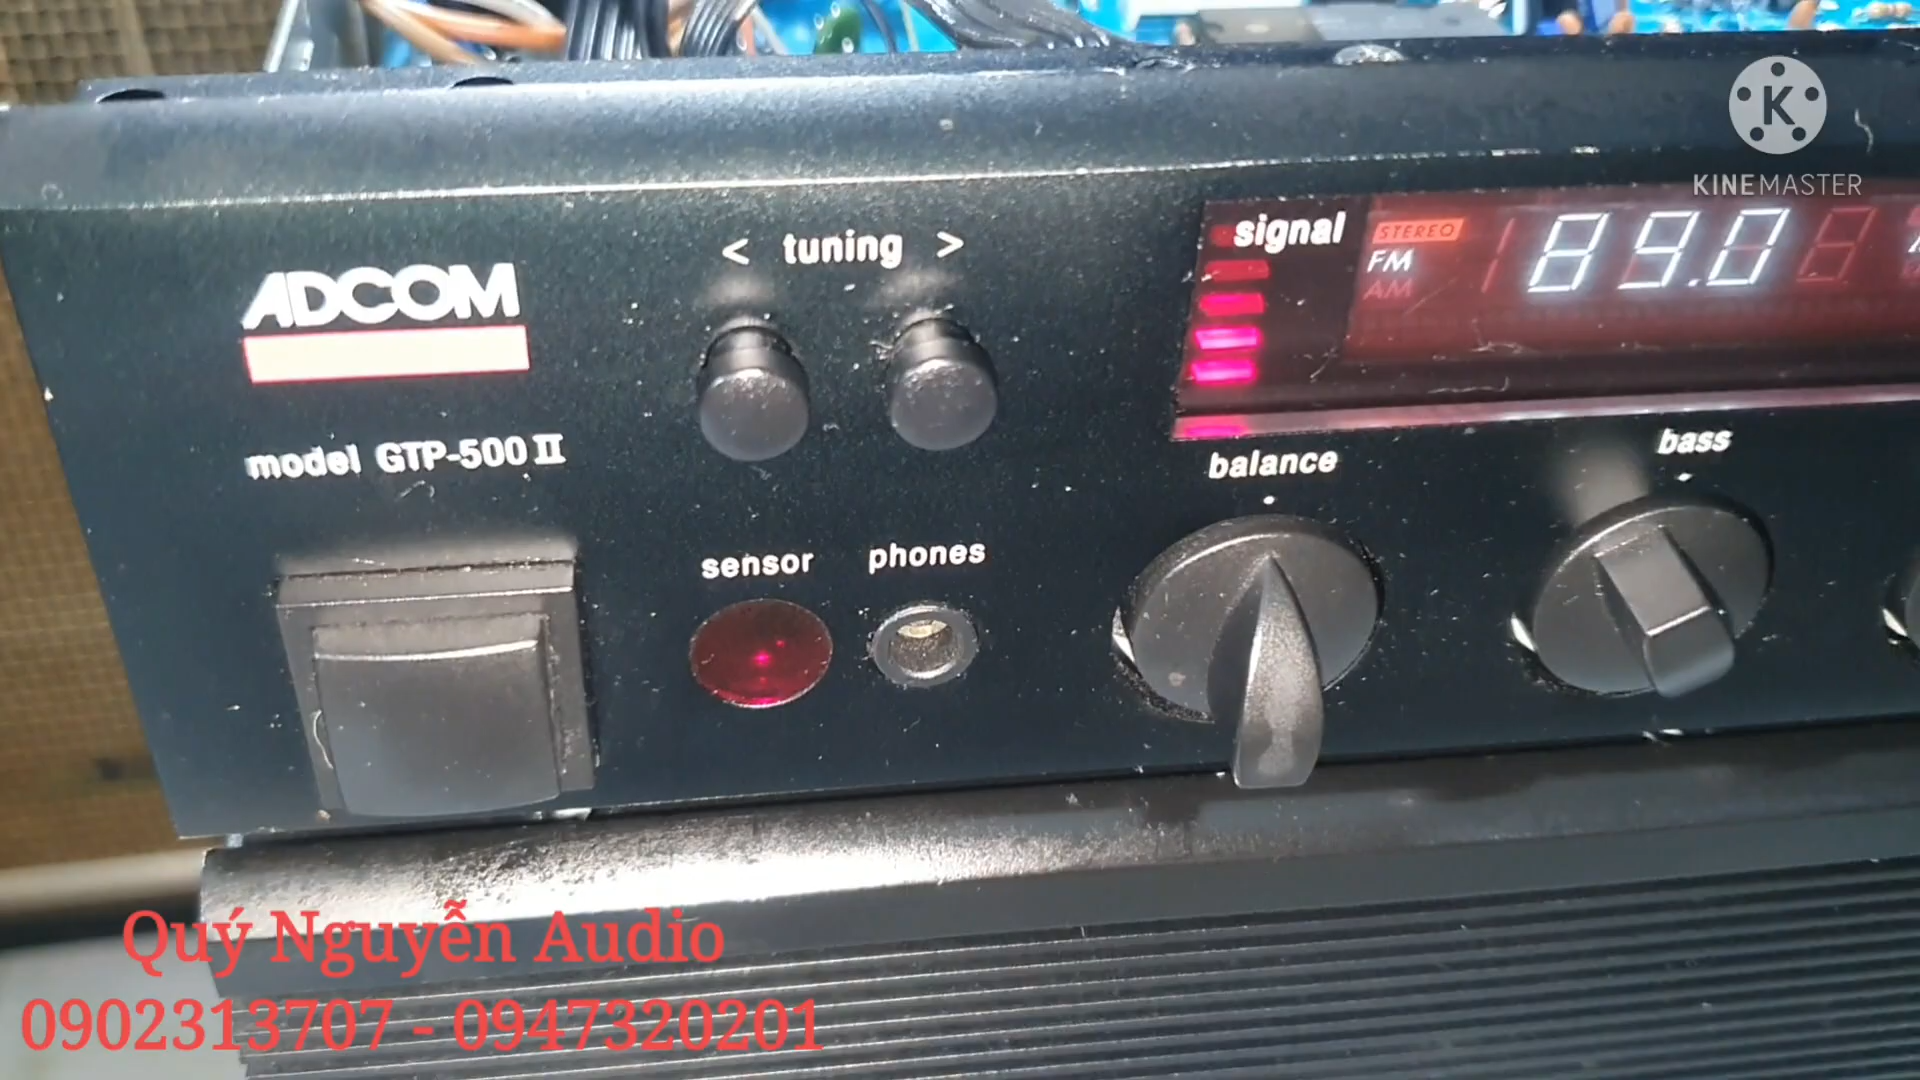 KINEMASTER
< tuning >
signal
STEREO
FM
AM
89.0
ADCOM
model GTP-500 II
balance
bass
sensor
phones
Quý Nguyễn Audio
0902313707 - 0947320201